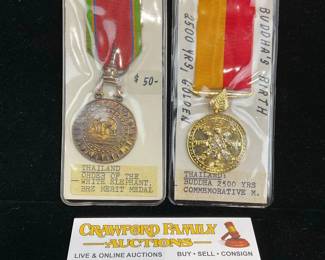 $50-
THAILAND
ORDER OF THE
WHITE ELEPHANT,
BRZ MERIT MEDAL
BUDDHA'S BIRTH
2500 YRS, GOLDEN
THAILAND:
BUDDHA 2500 YRS
COMMEMORATIVE M.
CRAWFORD FAMILY
AUCTIONS
LIVE & ONLINE AUCTIONS
BUY • SELL • CONSIGN